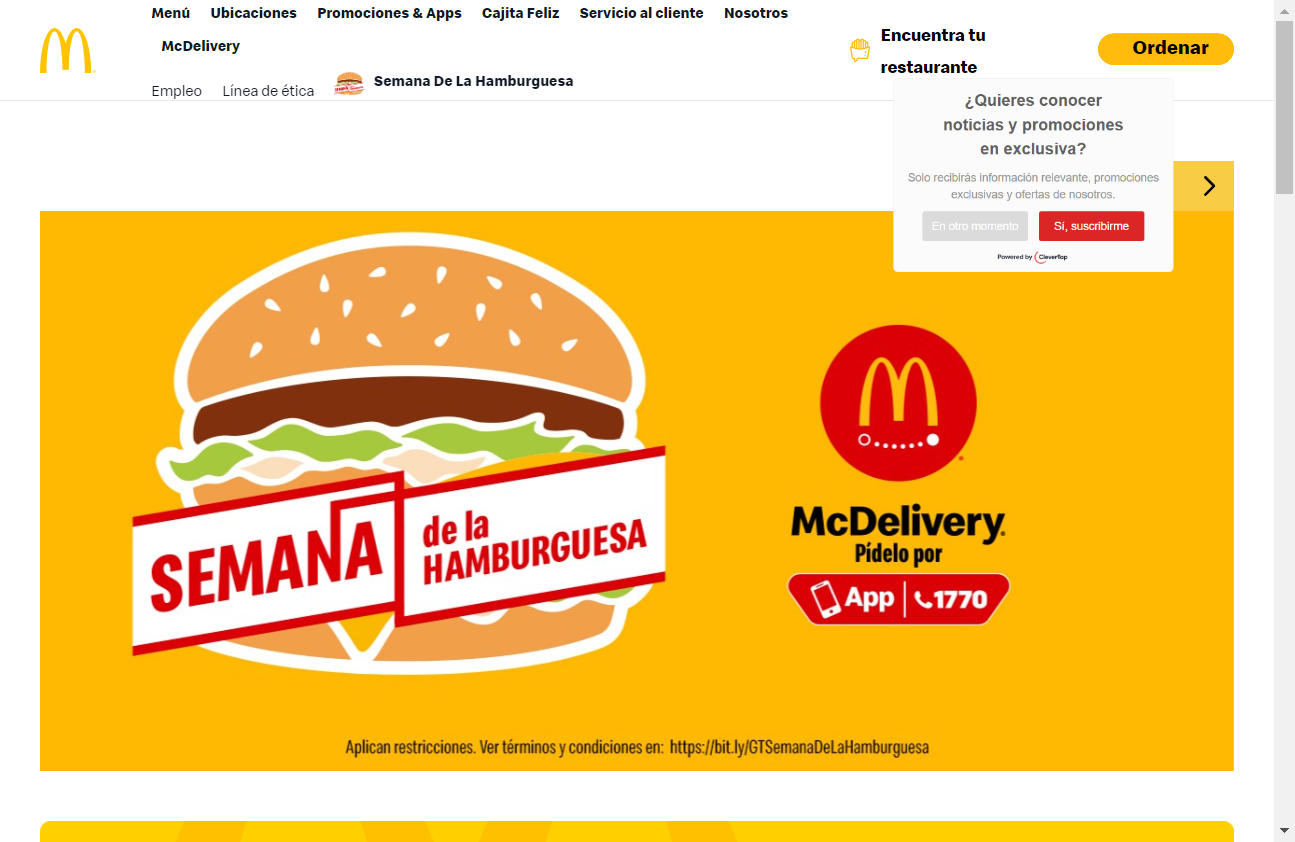 Menú Ubicaciones Promociones & Apps Cajita Feliz Servicio al cliente Nosotros
McDelivery
Empleo Línea de ética Semana De La Hamburguesa
Encuentra tu
restaurante
Ordenar
¿Quieres conocer
noticias y promociones
en exclusiva?
Solo recibirás información relevante, promociones
exclusivas y ofertas de nosotros.
En otro momento Sí, suscribirme
Powered by CleverTap
SEMANA
de la
HAMBURGUESA
McDelivery.
Pídelo por
App 1770
Aplican restricciones. Ver términos y condiciones en: https://bit.ly/GTSemanaDeLaHamburguesa